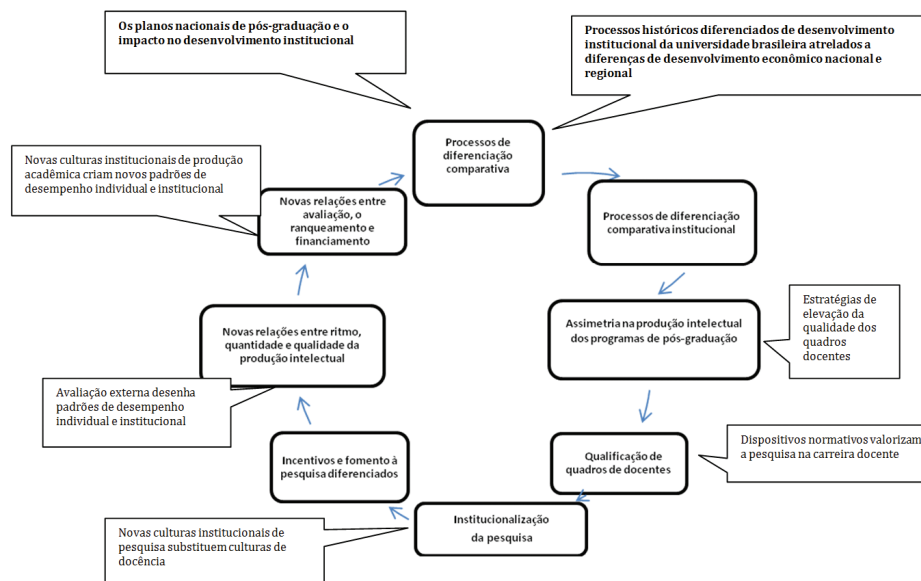 Os planos nacionais de pós-graduação e o
impacto no desenvolvimento institucional
Processos históricos diferenciados de desenvolvimento
institucional da universidade brasileira atrelados a
diferenças de desenvolvimento econômico nacional e
regional
Processos de
diferenciação
comparativa
Novas culturas institucionais de produção
acadêmica criam novos padrões de
desempenho individual e institucional
Novas relações entre
avaliação, o
ranqueamento e
financiamento
Processos de diferenciação
comparativa institucional
Novas relações entre ritmo,
quantidade e qualidade da
produção intelectual
Assimetria na produção intelectual
dos programas de pós-graduação
Estratégias de
elevação da
qualidade dos
quadros
docentes
Avaliação externa desenha
padrões de desempenho
individual e institucional
Incentivos e fomento à
pesquisa diferenciados
Qualificação de
quadros de docentes
Dispositivos normativos valorizam
a pesquisa na carreira docente
Institucionalização
da pesquisa
Novas culturas institucionais de
pesquisa substituem culturas de
docência